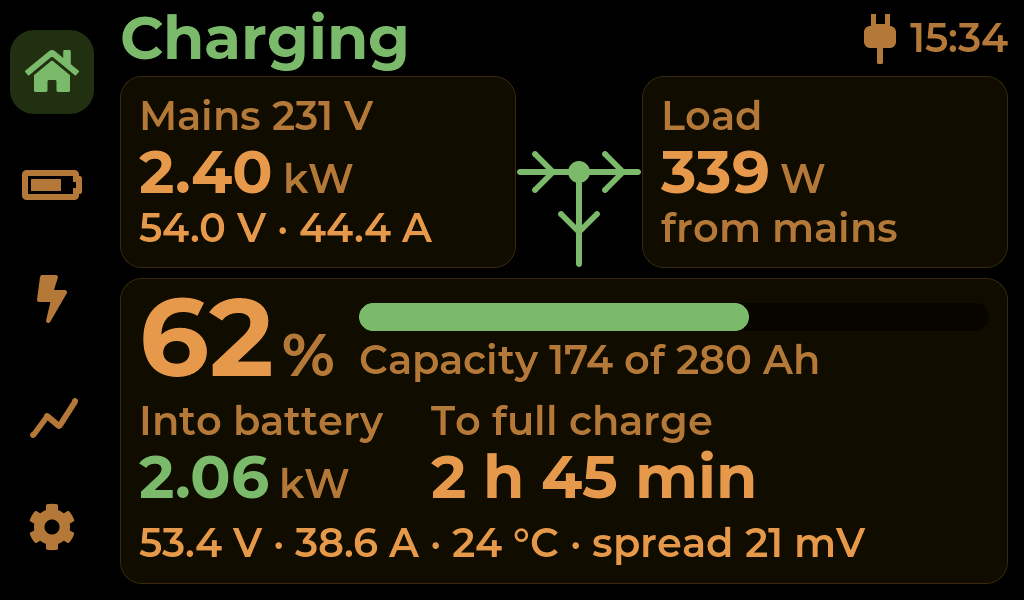 Charging
15:34
Mains 231 V
2.40 kW
54.0 V · 44.4 A
Load
339 W
from mains
62 %
Capacity 174 of 280 Ah
Into battery
2.06 kW
To full charge
2 h 45 min
53.4 V · 38.6 A · 24 °C · spread 21 mV